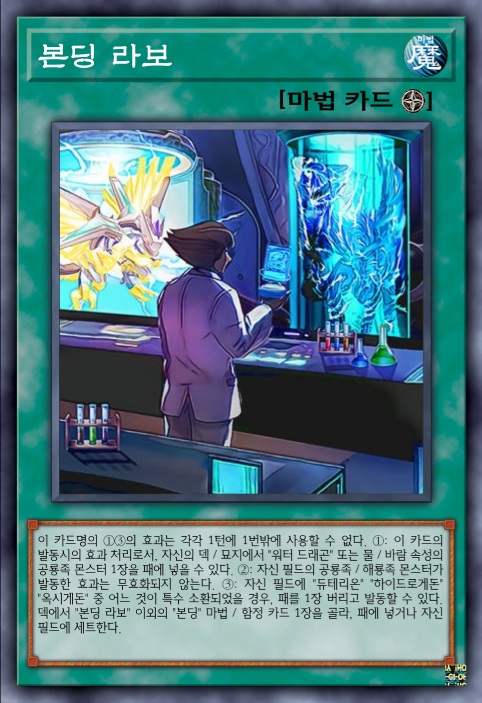 본딩 라보
마법
魔
[마법 카드 ]
이 카드명의 ①③의 효과는 각각 1턴에 1번밖에 사용할 수 없다. ①: 이 카드의
발동시의 효과 처리로서, 자신의 덱 / 묘지에서 "워터 드래곤" 또는 물 / 바람 속성의
공룡족 몬스터 1장을 패에 넣을 수 있다. ②: 자신 필드의 공룡족 / 해룡족 몬스터가
발동한 효과는 무효화되지 않는다. ③: 자신 필드에 "듀테리온" "하이드로게돈"
"옥시게돈" 중 어느 것이 특수 소환되었을 경우, 패를 1장 버리고 발동할 수 있다.
덱에서 "본딩 라보" 이외의 "본딩" 마법 / 함정 카드 1장을 골라, 패에 넣거나 자신
필드에 세트한다.